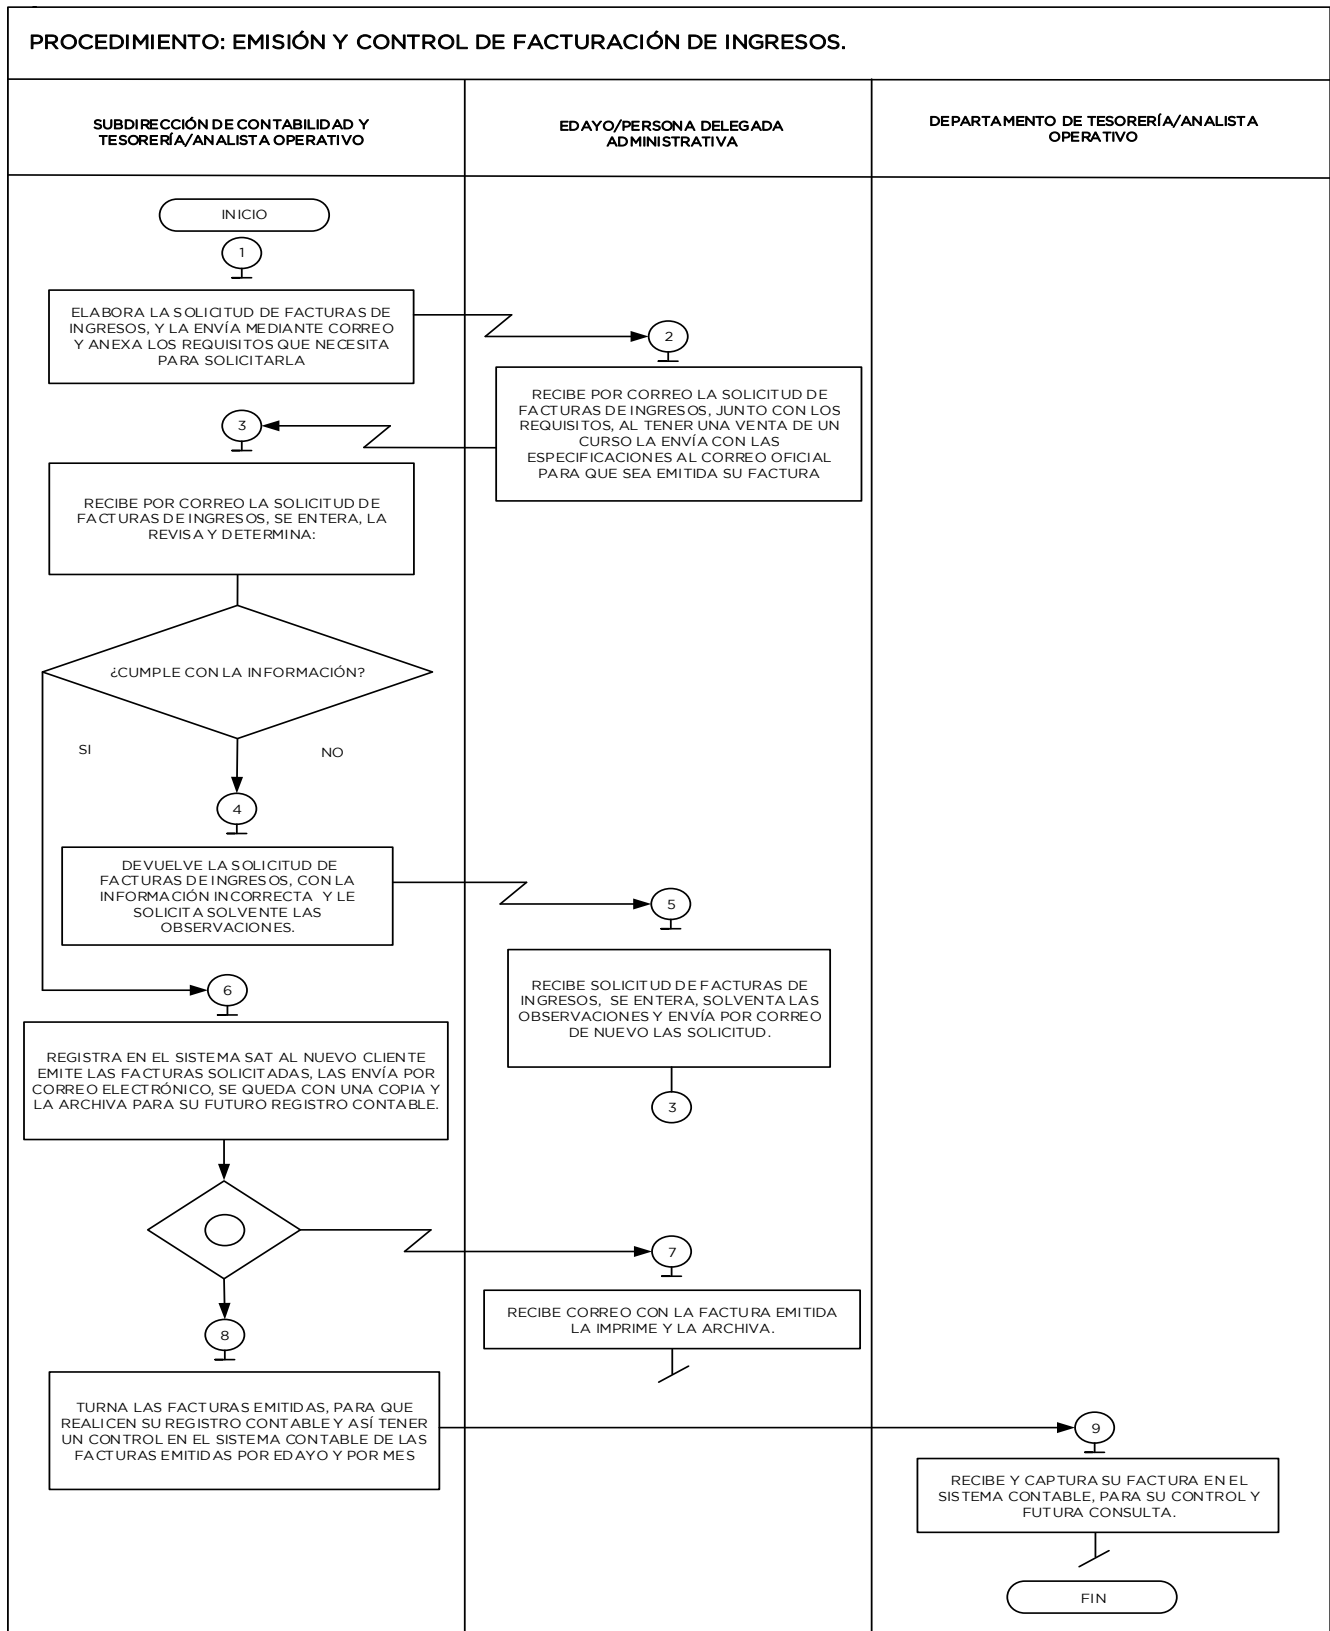 PROCEDIMIENTO: EMISIÓN Y CONTROL DE FACTURACIÓN DE INGRESOS.
SUBDIRECCIÓN DE CONTABILIDAD Y
TESORERÍA/ANALISTA OPERATIVO
EDAYO/PERSONA DELEGADA
ADMINISTRATIVA
DEPARTAMENTO DE TESORERÍA/ANALISTA
OPERATIVO
INICIO
1
ELABORA LA SOLICITUD DE FACTURAS DE
INGRESOS, Y LA ENVÍA MEDIANTE CORREO
Y ANEXA LOS REQUISITOS QUE NECESITA
PARA SOLICITARLA
2
RECIBE POR CORREO LA SOLICITUD DE
FACTURAS DE INGRESOS, JUNTO CON LOS
REQUISITOS, AL TENER UNA VENTA DE UN
CURSO LA ENVÍA CON LAS
ESPECIFICACIONES AL CORREO OFICIAL
PARA QUE SEA EMITIDA SU FACTURA
3
RECIBE POR CORREO LA SOLICITUD DE
FACTURAS DE INGRESOS, SE ENTERA, LA
REVISA Y DETERMINA:
¿CUMPLE CON LA INFORMACIÓN?
SI
NO
4
DEVUELVE LA SOLICITUD DE
FACTURAS DE INGRESOS, CON LA
INFORMACIÓN INCORRECTA Y LE
SOLICITA SOLVENTE LAS
OBSERVACIONES.
5
RECIBE SOLICITUD DE FACTURAS DE
INGRESOS, SE ENTERA, SOLVENTA LAS
OBSERVACIONES Y ENVÍA POR CORREO
DE NUEVO LAS SOLICITUD.
3
6
REGISTRA EN EL SISTEMA SAT AL NUEVO CLIENTE
EMITE LAS FACTURAS SOLICITADAS, LAS ENVÍA POR
CORREO ELECTRÓNICO, SE QUEDA CON UNA COPIA Y
LA ARCHIVA PARA SU FUTURO REGISTRO CONTABLE.
7
RECIBE CORREO CON LA FACTURA EMITIDA
LA IMPRIME Y LA ARCHIVA.
8
TURNA LAS FACTURAS EMITIDAS, PARA QUE
REALICEN SU REGISTRO CONTABLE Y ASÍ TENER
UN CONTROL EN EL SISTEMA CONTABLE DE LAS
FACTURAS EMITIDAS POR EDAYO Y POR MES
9
RECIBE Y CAPTURA SU FACTURA EN EL
SISTEMA CONTABLE, PARA SU CONTROL Y
FUTURA CONSULTA.
FIN